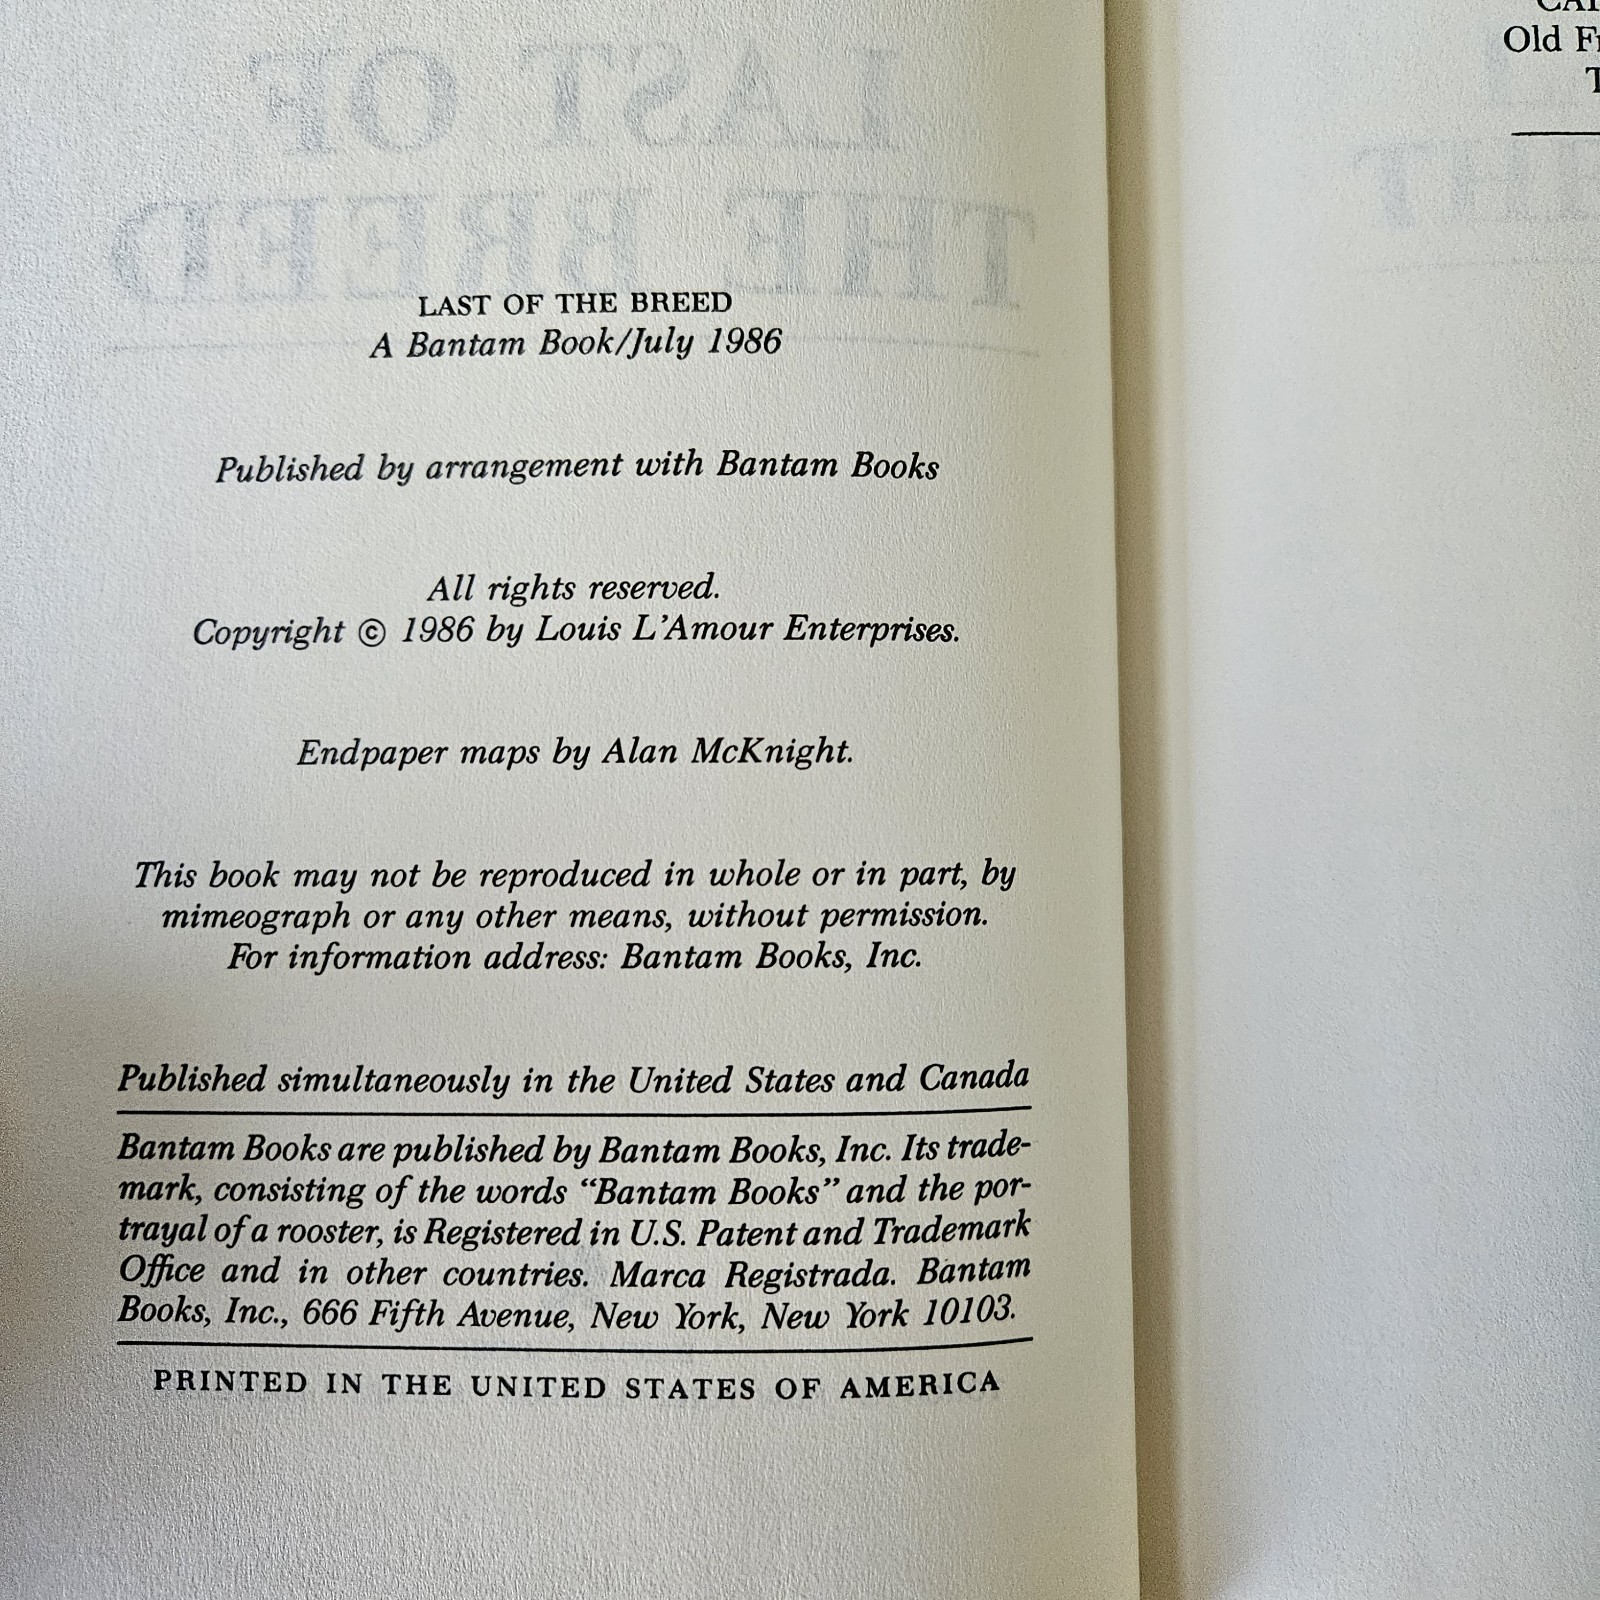 LAST OF THE BREED
A Bantam Book/July 1986
Published by arrangement with Bantam Books
All rights reserved.
Copyright © 1986 by Louis L'Amour Enterprises.
Endpaper maps by Alan McKnight.
This book may not be reproduced in whole or in part, by
mimeograph or any other means, without permission.
For information address: Bantam Books, Inc.
Published simultaneously in the United States and Canada
Bantam Books are published by Bantam Books, Inc. Its trade-
mark, consisting of the words “Bantam Books” and the por-
trayal of a rooster, is Registered in U.S. Patent and Trademark
Office and in other countries. Marca Registrada. Bantam
Books, Inc., 666 Fifth Avenue, New York, New York 10103.
PRINTED IN THE UNITED STATES OF AMERICA
Old